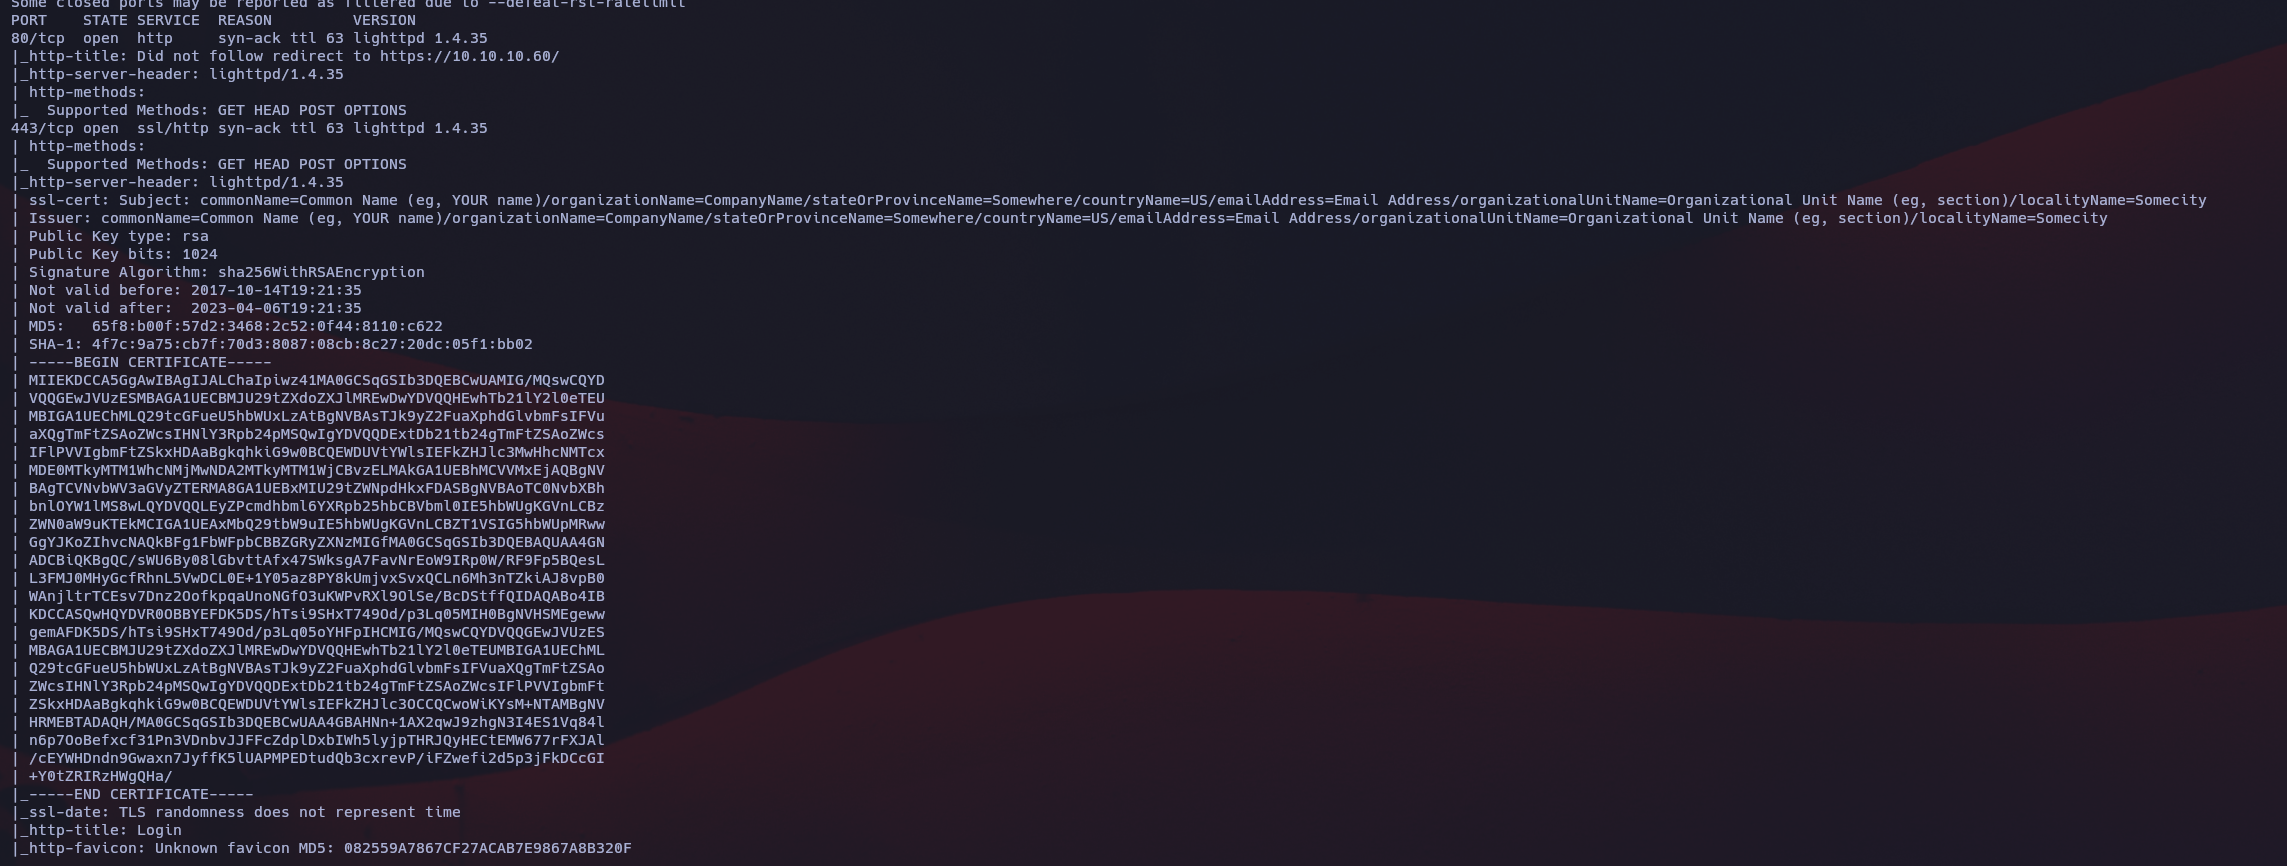 Some closed ports may be reported as filtered due to --defeat-rst-ratelimit
PORT    STATE SERVICE  REASON         VERSION
80/tcp  open  http     syn-ack ttl 63 lighttpd 1.4.35
|_http-title: Did not follow redirect to https://10.10.10.60/
|_http-server-header: lighttpd/1.4.35
| http-methods:
|_  Supported Methods: GET HEAD POST OPTIONS
443/tcp open  ssl/http syn-ack ttl 63 lighttpd 1.4.35
| http-methods:
|_  Supported Methods: GET HEAD POST OPTIONS
|_http-server-header: lighttpd/1.4.35
| ssl-cert: Subject: commonName=Common Name (eg, YOUR name)/organizationName=CompanyName/stateOrProvinceName=Somewhere/countryName=US/emailAddress=Email Address/organizationalUnitName=Organizational Unit Name (eg, section)/localityName=Somecity
| Issuer: commonName=Common Name (eg, YOUR name)/organizationName=CompanyName/stateOrProvinceName=Somewhere/countryName=US/emailAddress=Email Address/organizationalUnitName=Organizational Unit Name (eg, section)/localityName=Somecity
| Public Key type: rsa
| Public Key bits: 1024
| Signature Algorithm: sha256WithRSAEncryption
| Not valid before: 2017-10-14T19:21:35
| Not valid after:  2023-04-06T19:21:35
| MD5:   65f8:b00f:57d2:3468:2c52:0f44:8110:c622
| SHA-1: 4f7c:9a75:cb7f:70d3:8087:08cb:8c27:20dc:05f1:bb02
| -----BEGIN CERTIFICATE-----
| MIIEKDCCA5GgAwIBAgIJALChaIpiwz41MA0GCSqGSIb3DQEBCwUAMIG/MQswCQYD
| VQQGEwJVUzESMBAGA1UECBMJU29tZXdoZXJlMREwDwYDVQQHEwhTb21lY2l0eTEU
| MBIGA1UEChMLQ29tcGFueU5hbWUxLzAtBgNVBAsTJk9yZ2FuaXphdGlvbmFsIFVu
| aXQgTmFtZSAoZWcsIHNlY3Rpb24pMSQwIgYDVQQDExtDb21tb24gTmFtZSAoZWcs
| IFlPVVIgbmFtZSkxHDAaBgkqhkiG9w0BCQEWDUVtYWlsIEFkZHJlc3MwHhcNMTcx
| MDE0MTkyMTM1WhcNMjMwNDA2MTkyMTM1WjCBvzELMAkGA1UEBhMCVVMxEjAQBgNV
| BAgTCVNvbWV3aGVyZTERMA8GA1UEBxMIU29tZWNpdHkxFDASBgNVBAoTC0NvbXBh
| bnlOYW1lMS8wLQYDVQQLEyZPcmdhbml6YXRpb25hbCBVbml0IE5hbWUgKGVnLCBz
| ZWN0aW9uKTEkMCIGA1UEAxMbQ29tbW9uIE5hbWUgKGVnLCBZT1VSIG5hbWUpMRww
| GgYJKoZIhvcNAQkBFg1FbWFpbCBBZGRyZXNzMIGfMA0GCSqGSIb3DQEBAQUAA4GN
| ADCBiQKBgQC/sWU6By08lGbvttAfx47SWksgA7FavNrEoW9IRp0W/RF9Fp5BQesL
| L3FMJ0MHyGcfRhnL5VwDCL0E+1Y05az8PY8kUmjvxSvxQCLn6Mh3nTZkiAJ8vpB0
| WAnjltrTCEsv7Dnz2OofkpqaUnoNGfO3uKWPvRXl9OlSe/BcDStffQIDAQABo4IB
| KDCCASQwHQYDVR0OBBYEFDK5DS/hTsi9SHxT749Od/p3Lq05MIH0BgNVHSMEgeww
| gemAFDK5DS/hTsi9SHxT749Od/p3Lq05oYHFpIHCMIG/MQswCQYDVQQGEwJVUzES
| MBAGA1UECBMJU29tZXdoZXJlMREwDwYDVQQHEwhTb21lY2l0eTEUMBIGA1UEChML
| Q29tcGFueU5hbWUxLzAtBgNVBAsTJk9yZ2FuaXphdGlvbmFsIFVuaXQgTmFtZSAo
| ZWcsIHNlY3Rpb24pMSQwIgYDVQQDExtDb21tb24gTmFtZSAoZWcsIFlPVVIgbmFt
| ZSkxHDAaBgkqhkiG9w0BCQEWDUVtYWlsIEFkZHJlc3OCCQCwoWiKYsM+NTAMBgNV
| HRMEBTADAQH/MA0GCSqGSIb3DQEBCwUAA4GBAHNn+1AX2qwJ9zhgN3I4ES1Vq84l
| n6p7OoBefxcf31Pn3VDnbvJJFFcZdplDxbIWh5lyjpTHRJQyHECtEMW677rFXJAl
| /cEYWHDndn9Gwaxn7JyffK5lUAPMPEDtudQb3cxrevP/iFZwefi2d5p3jFkDCcGI
| +Y0tZRIRzHWgQHa/
|_-----END CERTIFICATE-----
|_ssl-date: TLS randomness does not represent time
|_http-title: Login
|_http-favicon: Unknown favicon MD5: 082559A7867CF27ACAB7E9867A8B320F